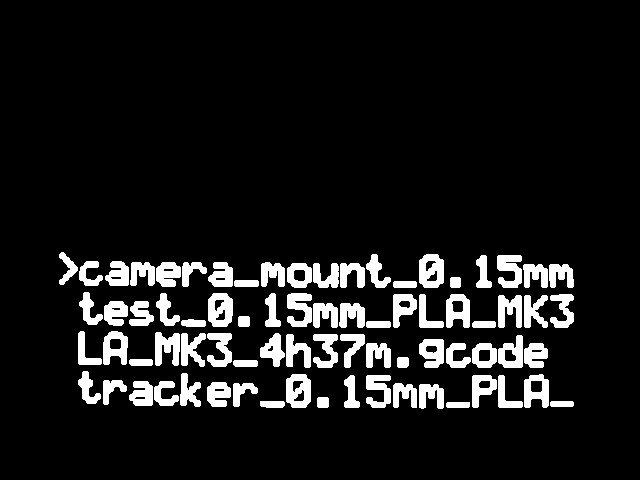 >camera_mount_0.15mm
test_0.15mm_PLA_MK3
LA_MK3_4h37m.gcode
tracker_0.15mm_PLA_